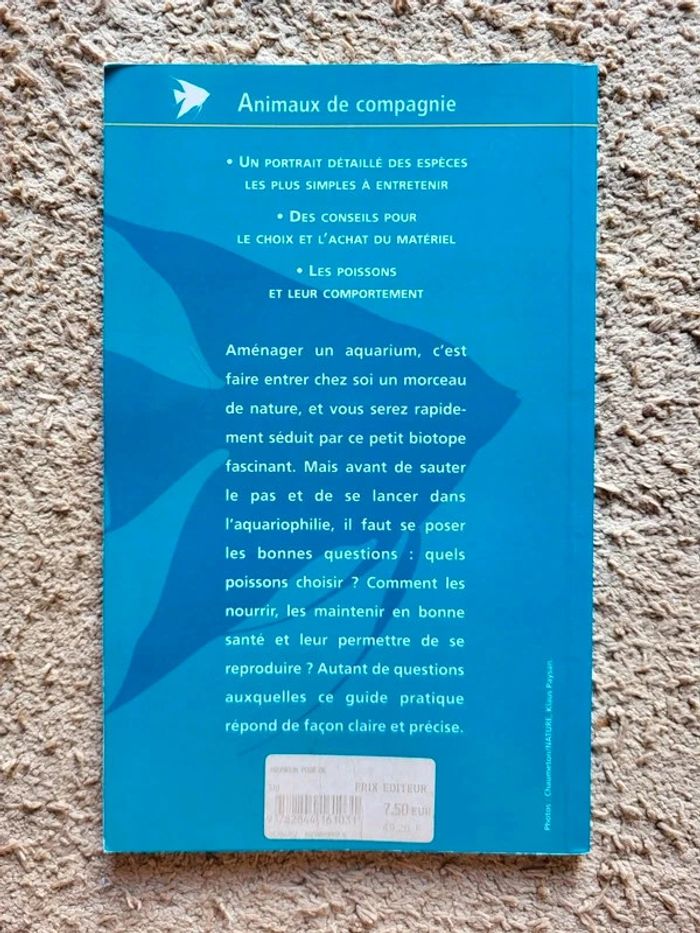 Animaux de compagnie
• Un portrait détaillé des espèces
les plus simples à entretenir
• Des conseils pour
le choix et l'achat du matériel
• Les poissons
et leur comportement
Aménager un aquarium, c'est
faire entrer chez soi un morceau
de nature, et vous serez rapide-
ment séduit par ce petit biotope
fascinant. Mais avant de sauter
le pas et de se lancer dans
l'aquariophilie, il faut se poser
les bonnes questions : quels
poissons choisir ? Comment les
nourrir, les maintenir en bonne
santé et leur permettre de se
reproduire ? Autant de questions
auxquelles ce guide pratique
répond de façon claire et précise.
PRIX EDITEUR
7.50 EUR
9782844161031
Photos : Chaumeton/NATURE, Klaus Paysan